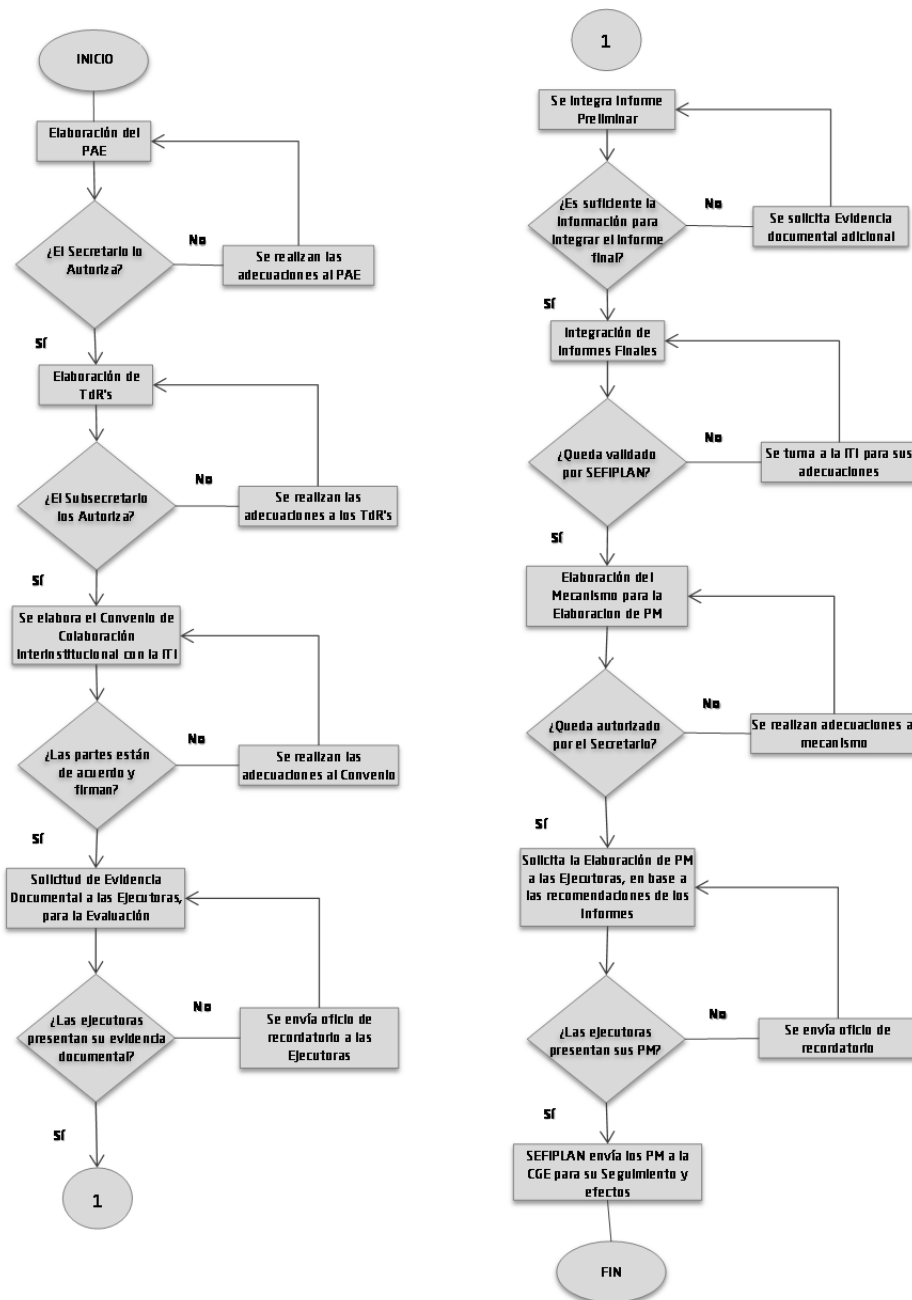 INICIO
Elaboración del
PAE
¿El Secretario lo
Autoriza?
No
Se realizan las
adecuaciones al PAE
SÍ
Elaboración de
TdR's
¿El Subsecretario
los Autoriza?
No
Se realizan las
adecuaciones a los TdR's
SÍ
Se elabora el Convenio de
Colaboración
Interinstitucional con la ITI
¿Las partes están
de acuerdo y
firman?
No
Se realizan las
adecuaciones al Convenio
SÍ
Solicitud de Evidencia
Documental a las Ejecutoras,
para la Evaluación
¿Las ejecutoras
presentan su evidencia
documental?
No
Se envía oficio de
recordatorio a las
Ejecutoras
SÍ
1
1
Se integra Informe
Preliminar
¿Es suficiente la
Información para
integrar el informe
final?
No
Se solicita Evidencia
documental adicional
SÍ
Integración de
Informes Finales
¿Queda validado
por SEFIPLAN?
No
Se turna a la ITI para sus
adecuaciones
SÍ
Elaboración del
Mecanismo para la
Elaboracion de PM
¿Queda autorizado
por el Secretario?
No
Se realizan adecuaciones a
mecanismo
SÍ
Solicita la Elaboración de PM
a las Ejecutoras, en base a
las recomendaciones de los
Informes
¿Las ejecutoras
presentan sus PM?
No
Se envía oficio de
recordatorio
SÍ
SEFIPLAN envía los PM a la
CGE para su Seguimiento y
efectos
FIN